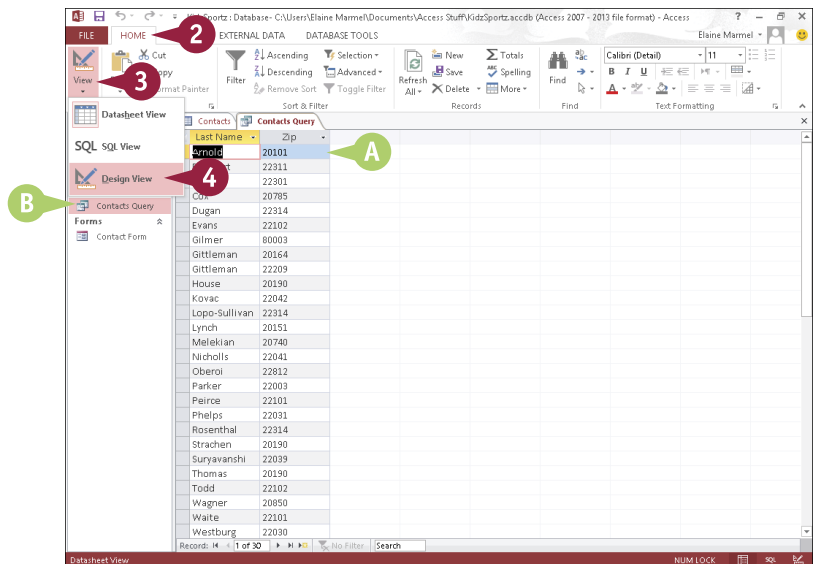 Sportz : Database- C:\Users\Elaine Marmel\Documents\Access Stuff\KidzSportz.accdb (Access 2007 - 2013 file format) - Access
FILE HOME 2 EXTERNAL DATA DATABASE TOOLS Elaine Marmel
View
3
Cut
Painter
Filter
Ascending
Descending
Remove Sort
Selection
Advanced
Toggle Filter
Sort & Filter
Refresh
All
New
Save
Delete
Totals
Spelling
More
Records
Find
Find
Calibri (Detail) 11
B I U
A
Text Formatting
Datasheet View
SQL SQL View
Design View 4
B Contacts Query
Forms
Contact Form
Contacts Contacts Query
Last Name Zip
Arnold 20101 A
22311
22301
Cox 20785
Dugan 22314
Evans 22102
Gilmer 80003
Gittleman 20164
Gittleman 22209
House 20190
Kovac 22042
Lopo-Sullivan 22314
Lynch 20151
Melekian 20740
Nicholls 22041
Oberoi 22812
Parker 22003
Peirce 22101
Phelps 22031
Rosenthal 22314
Strachen 20190
Suryavanshi 22039
Thomas 20190
Todd 22102
Wagner 20850
Waite 22101
Westburg 22030
Record: 1 of 30 No Filter Search
Datasheet View NUM LOCK SQL